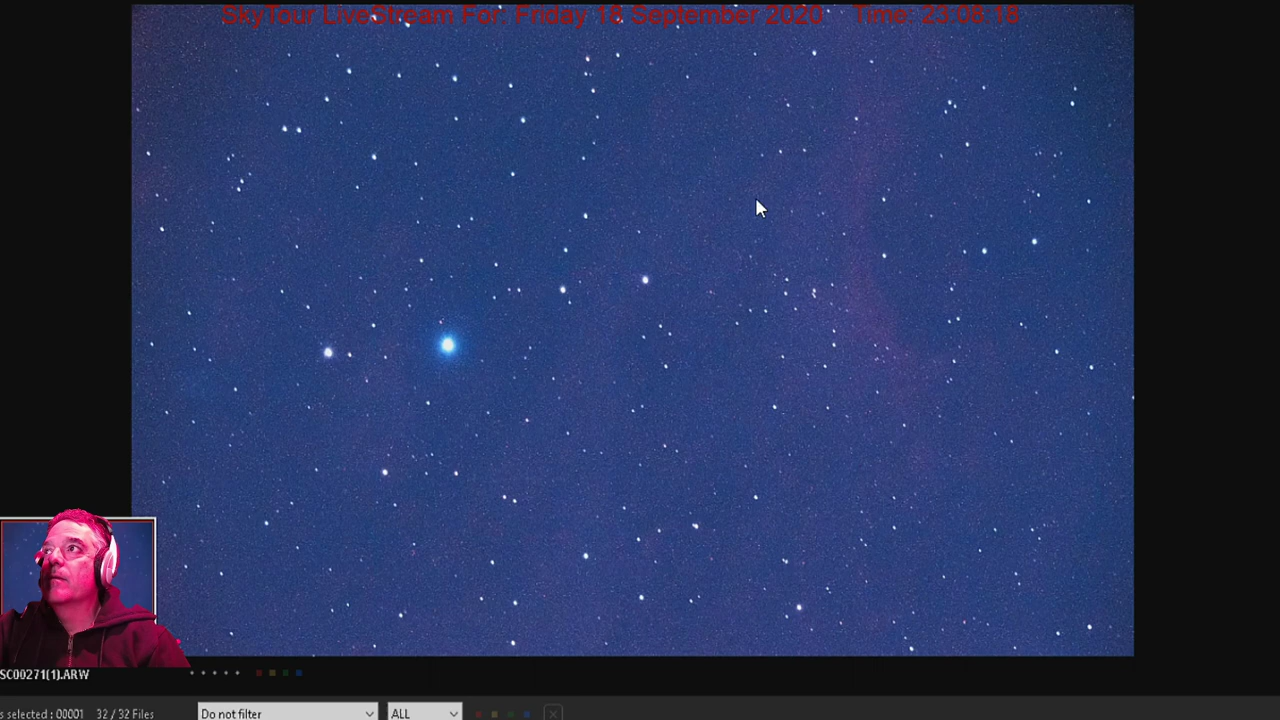 SkyTour LiveStream For: Friday 18 September 2020 Time: 23:08:18
SC00271(1).ARW
s selected : 00001 32 / 32 Files Do not filter ALL